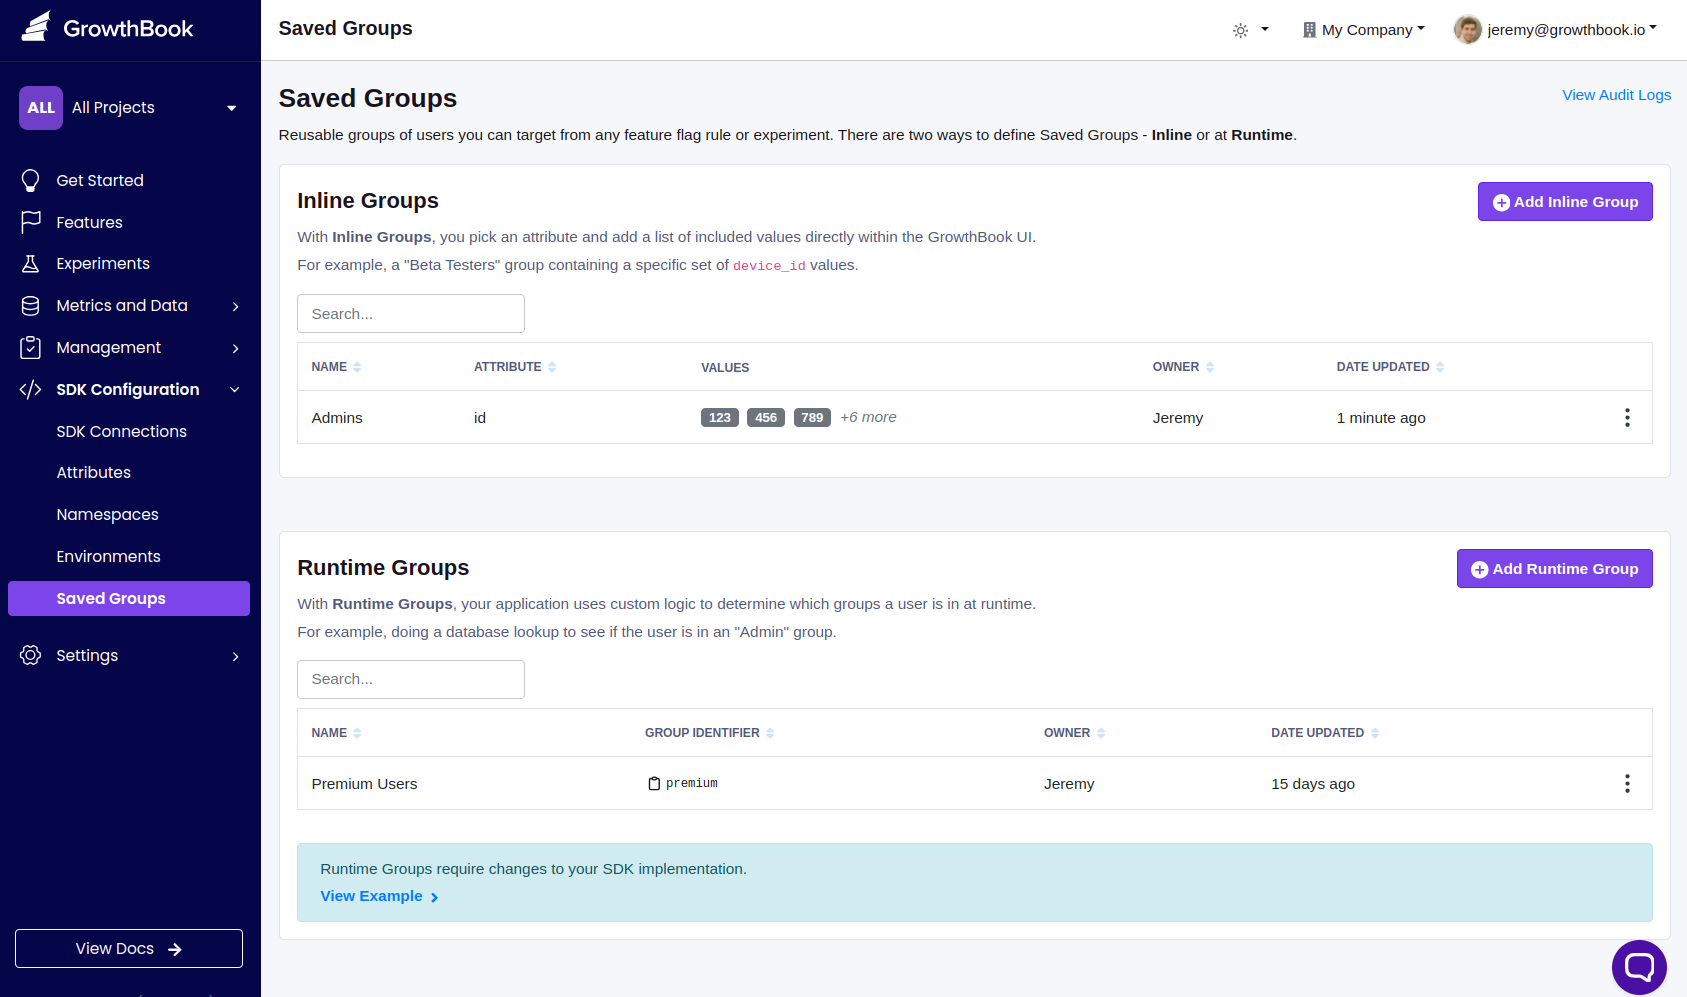 GrowthBook
Saved Groups
My Company
jeremy@growthbook.io
ALL All Projects
Get Started
Features
Experiments
Metrics and Data
Management
SDK Configuration
SDK Connections
Attributes
Namespaces
Environments
Saved Groups
Settings
View Docs
Saved Groups
View Audit Logs
Reusable groups of users you can target from any feature flag rule or experiment. There are two ways to define Saved Groups - Inline or at Runtime.
Inline Groups
Add Inline Group
With Inline Groups, you pick an attribute and add a list of included values directly within the GrowthBook UI.
For example, a "Beta Testers" group containing a specific set of device_id values.
Search...
NAME ATTRIBUTE VALUES OWNER DATE UPDATED
Admins id 123 456 789 +6 more Jeremy 1 minute ago
Runtime Groups
Add Runtime Group
With Runtime Groups, your application uses custom logic to determine which groups a user is in at runtime.
For example, doing a database lookup to see if the user is in an "Admin" group.
Search...
NAME GROUP IDENTIFIER OWNER DATE UPDATED
Premium Users premium Jeremy 15 days ago
Runtime Groups require changes to your SDK implementation.
View Example